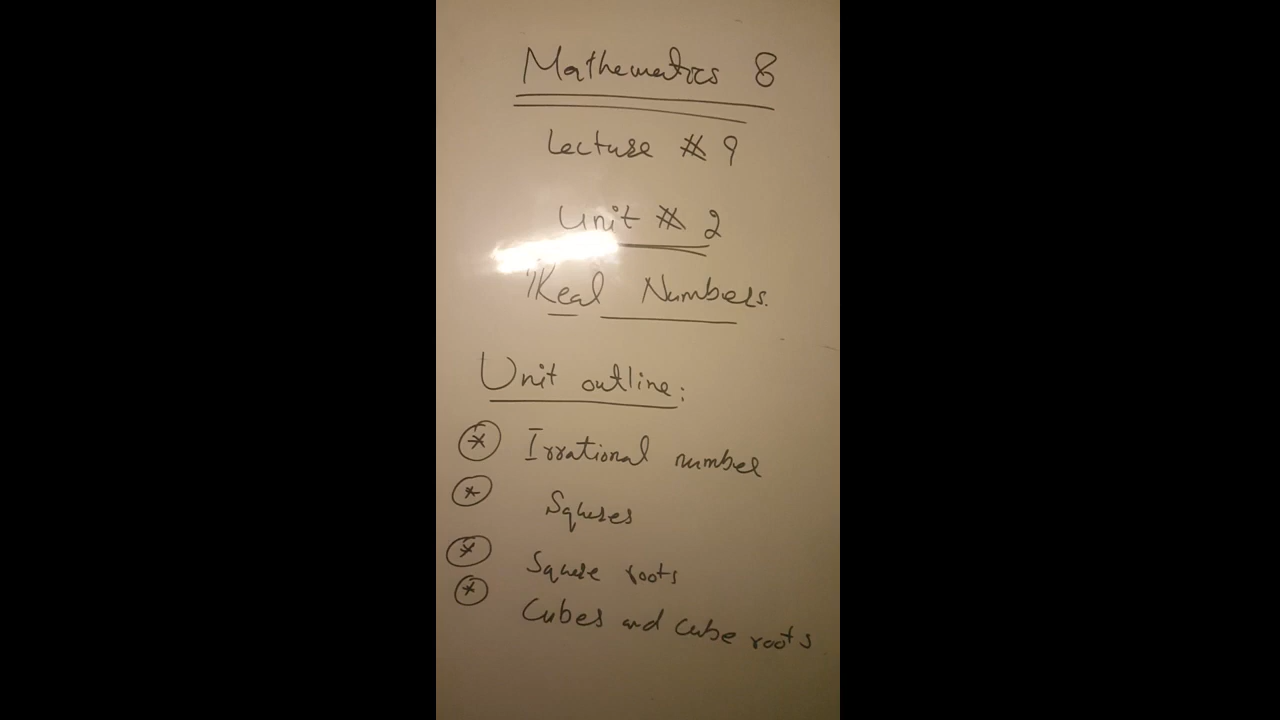 Mathematics 8
Lecture # 9
Unit # 2
Real Numbers.
Unit outline:
* Irrational number
* Squares
* Square roots
* Cubes and cube roots